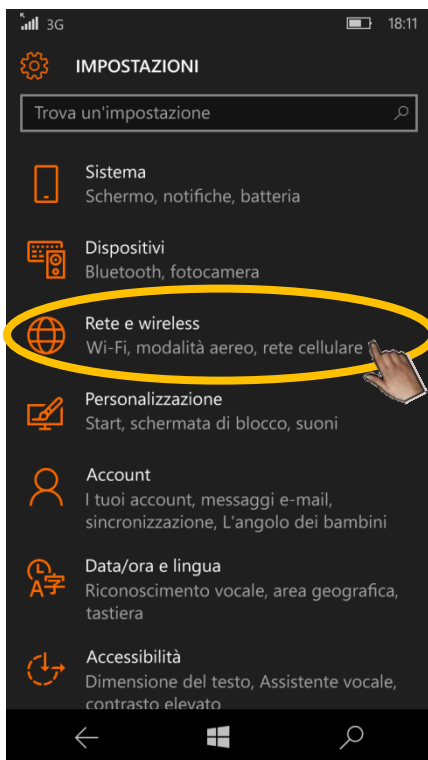 3G 18:11
IMPOSTAZIONI
Trova un'impostazione
Sistema
Schermo, notifiche, batteria
Dispositivi
Bluetooth, fotocamera
Rete e wireless
Wi-Fi, modalità aereo, rete cellulare
Personalizzazione
Start, schermata di blocco, suoni
Account
I tuoi account, messaggi e-mail,
sincronizzazione, L'angolo dei bambini
Data/ora e lingua
Riconoscimento vocale, area geografica,
tastiera
Accessibilità
Dimensione del testo, Assistente vocale,
contrasto elevato